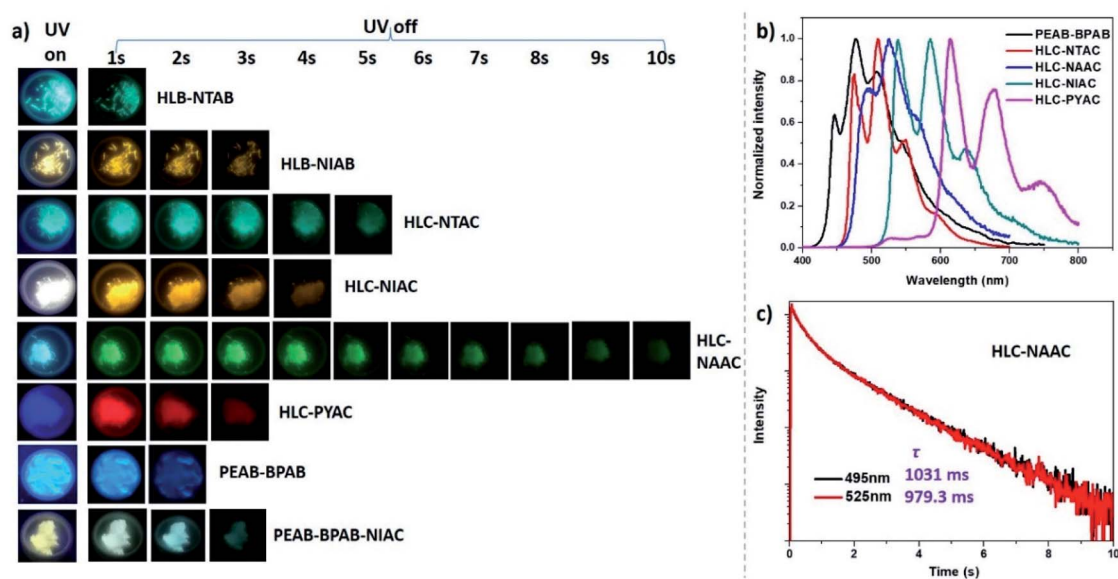 a)
UV on
UV off
1s 2s 3s 4s 5s 6s 7s 8s 9s 10s
HLB-NTAB
HLB-NIAB
HLC-NTAC
HLC-NIAC
HLC-
NAAC
HLC-PYAC
PEAB-BPAB
PEAB-BPAB-NIAC
b)
PEAB-BPAB
HLC-NTAC
HLC-NAAC
HLC-NIAC
HLC-PYAC
Normalized intensity
1.0
0.8
0.6
0.4
0.2
0.0
400 500 600 700 800
Wavelength (nm)
c)
HLC-NAAC
Intensity
τ
495nm 1031 ms
525nm 979.3 ms
0 2 4 6 8 10
Time (s)